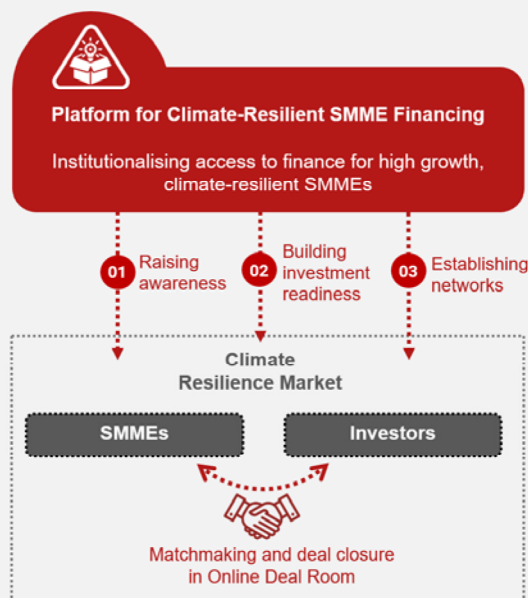 Platform for Climate-Resilient SMME Financing
Institutionalising access to finance for high growth,
climate-resilient SMMEs
01 Raising
awareness
02 Building
investment
readiness
03 Establishing
networks
Climate
Resilience Market
SMMEs
Investors
Matchmaking and deal closure
in Online Deal Room